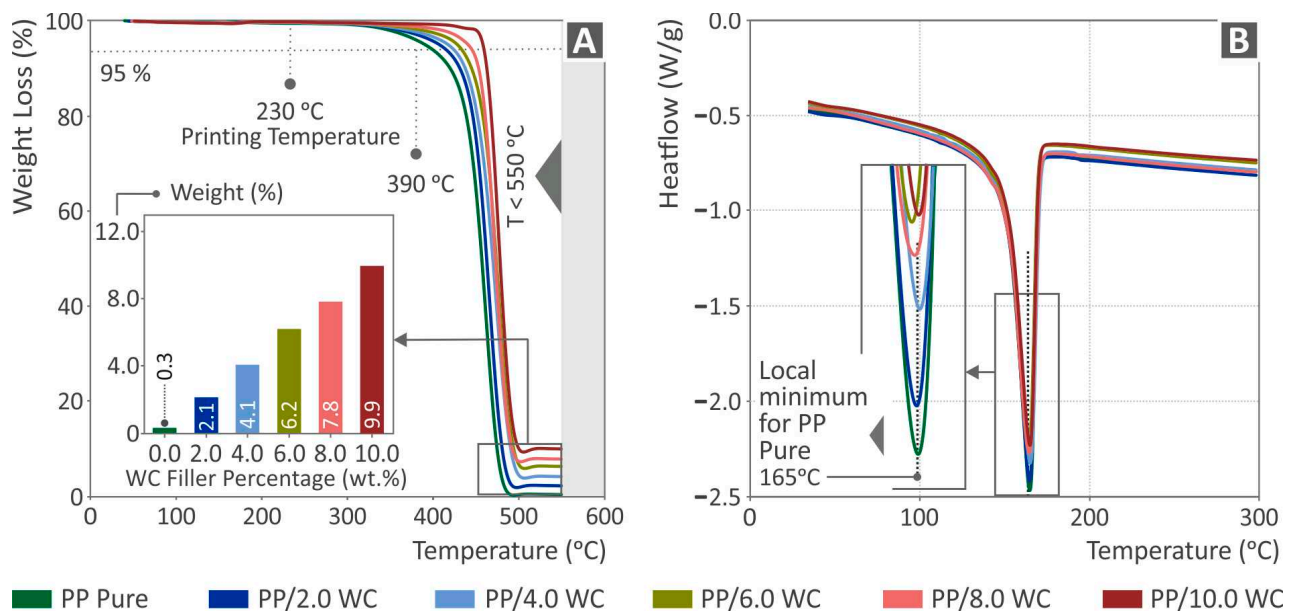 A
Weight Loss (%)
100
80
60
40
20
0
95 %
230 ºC
Printing Temperature
390 ºC
T < 550 ºC
Weight (%)
12.0
8.0
4.0
0
0.3
2.1
4.1
6.2
7.8
9.9
0.0 2.0 4.0 6.0 8.0 10.0
WC Filler Percentage (wt.%)
0 100 200 300 400 500 600
Temperature (ºC)
B
Heatflow (W/g)
−0.0
−0.5
−1.0
−1.5
−2.0
−2.5
Local
minimum
for PP
Pure
165ºC
100 200 300
Temperature (ºC)
PP Pure PP/2.0 WC PP/4.0 WC PP/6.0 WC PP/8.0 WC PP/10.0 WC